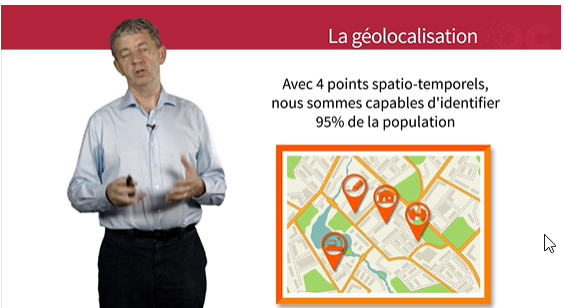 La géolocalisation
Avec 4 points spatio-temporels,
nous sommes capables d'identifier
95% de la population